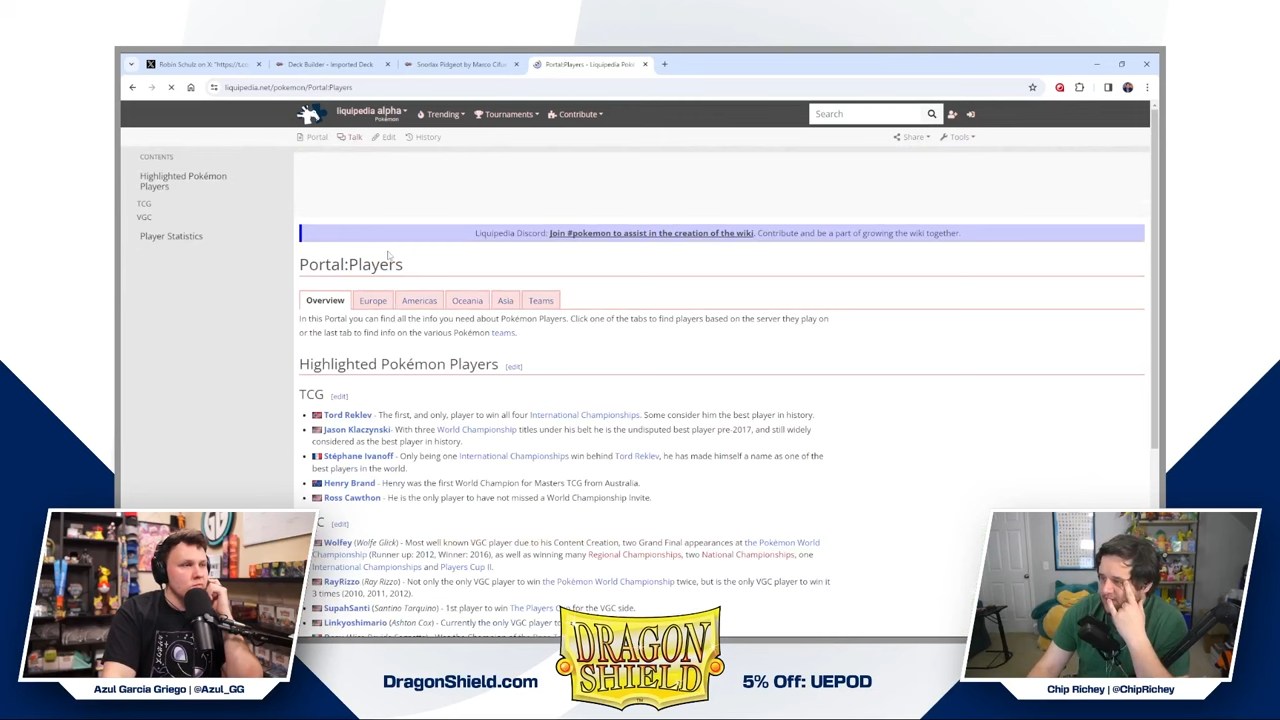 Robin Schulz on X: "https://t.co
Deck Builder - Imported Deck
Snorlax Pidgeot by Marco Cifue
Portal:Players - Liquipedia Poké
liquipedia.net/pokemon/Portal:Players
liquipedia alpha
Pokémon
Trending
Tournaments
Contribute
Search
Portal
Talk
Edit
History
Share
Tools
CONTENTS
Highlighted Pokémon
Players
TCG
VGC
Player Statistics
Liquipedia Discord: Join #pokemon to assist in the creation of the wiki. Contribute and be a part of growing the wiki together.
Portal:Players
Overview
Europe
Americas
Oceania
Asia
Teams
In this Portal you can find all the info you need about Pokémon Players. Click one of the tabs to find players based on the server they play on
or the last tab to find info on the various Pokémon teams.
Highlighted Pokémon Players [edit]
TCG [edit]
Tord Reklev - The first, and only, player to win all four International Championships. Some consider him the best player in history.
Jason Klaczynski- With three World Championship titles under his belt he is the undisputed best player pre-2017, and still widely
considered as the best player in history.
Stéphane Ivanoff - Only being one International Championships win behind Tord Reklev, he has made himself a name as one of the
best players in the world.
Henry Brand - Henry was the first World Champion for Masters TCG from Australia.
Ross Cawthon - He is the only player to have not missed a World Championship Invite.
C [edit]
Wolfey (Wolfe Glick) - Most well known VGC player due to his Content Creation, two Grand Final appearances at the Pokémon World
Championship (Runner up: 2012, Winner: 2016), as well as winning many Regional Championships, two National Championships, one
International Championships and Players Cup II.
RayRizzo (Ray Rizzo) - Not only the only VGC player to win the Pokémon World Championship twice, but is the only VGC player to win it
3 times (2010, 2011, 2012).
SupahSanti (Santino Tarquino) - 1st player to win The Players for the VGC side.
Linkyoshimario (Ashton Cox) - Currently the only VGC player
Azul Garcia Griego | @Azul_GG
DragonShield.com
DRAGON
SHIELD
5% Off: UEPOD
Chip Richey | @ChipRichey